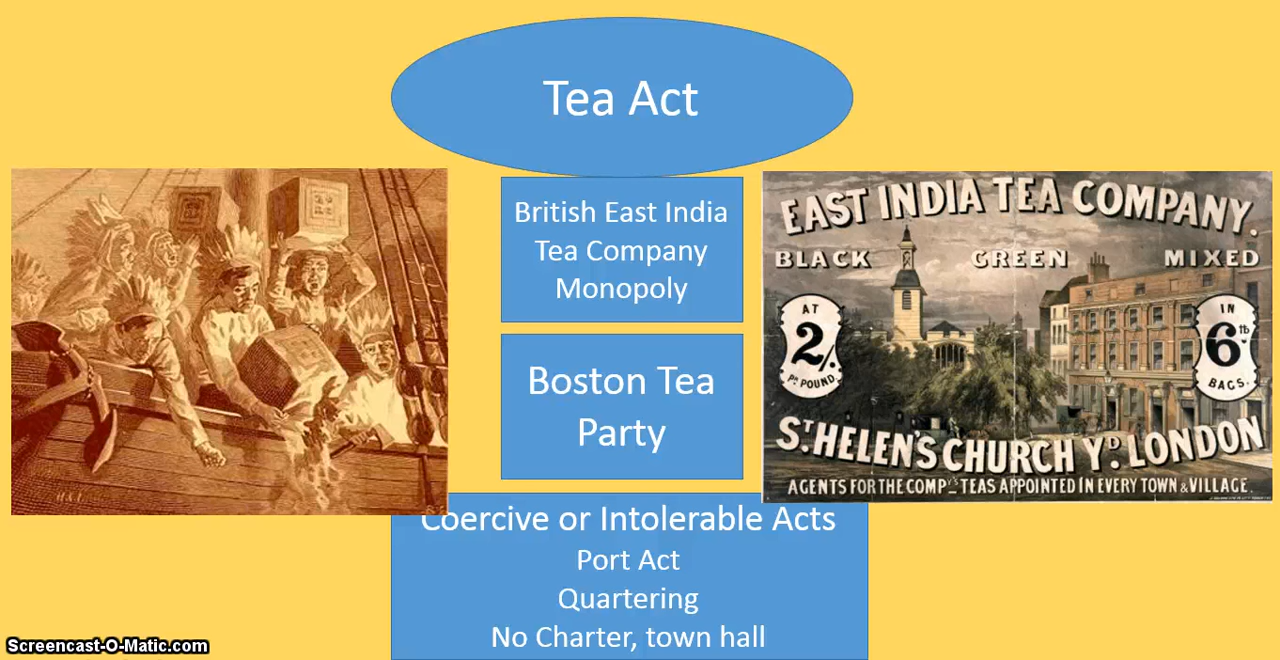 Tea Act
British East India
Tea Company
Monopoly
Boston Tea
Party
Coercive or Intolerable Acts
Port Act
Quartering
No Charter, town hall
EAST INDIA TEA COMPANY.
BLACK GREEN MIXED
AT
2/.
PR POUND.
IN
6lb
BAGS.
ST. HELEN'S CHURCH YD. LONDON
AGENTS FOR THE COMPY'S TEAS APPOINTED IN EVERY TOWN & VILLAGE.
Screencast-O-Matic.com